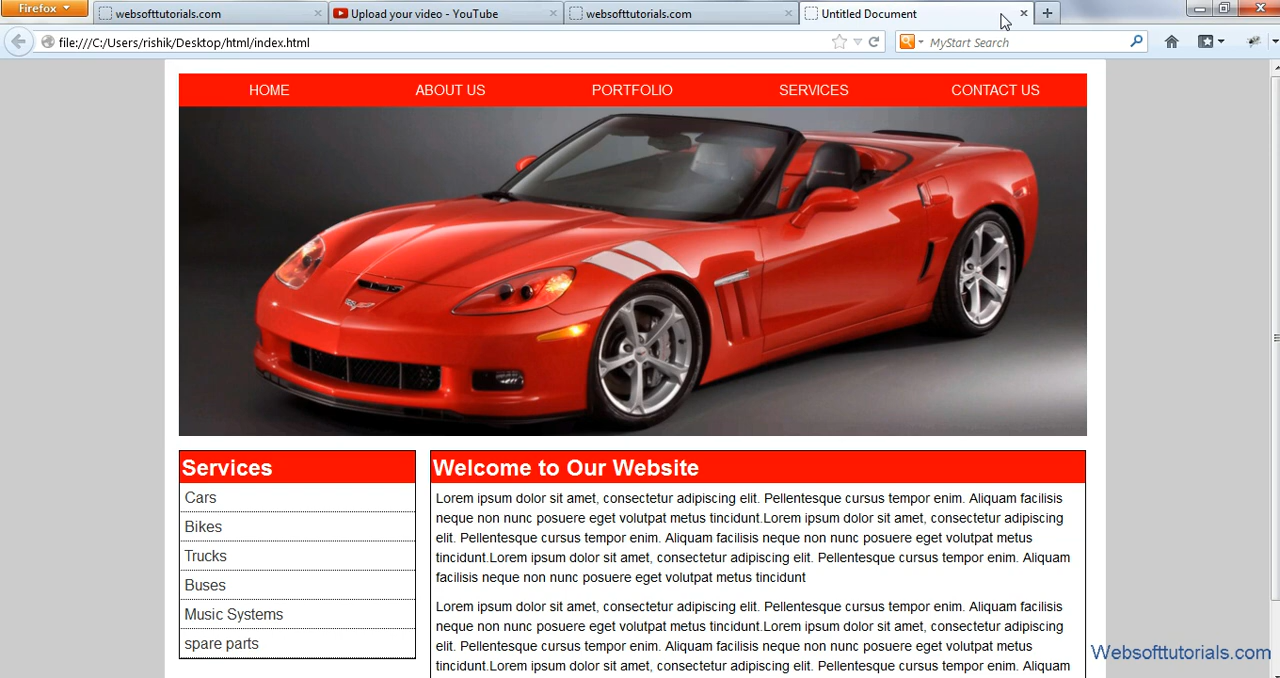 Firefox
websofttutorials.com
Upload your video - YouTube
websofttutorials.com
Untitled Document
file:///C:/Users/rishik/Desktop/html/index.html
MyStart Search
HOME ABOUT US PORTFOLIO SERVICES CONTACT US
Services
Cars
Bikes
Trucks
Buses
Music Systems
spare parts
Welcome to Our Website
Lorem ipsum dolor sit amet, consectetur adipiscing elit. Pellentesque cursus tempor enim. Aliquam facilisis
neque non nunc posuere eget volutpat metus tincidunt.Lorem ipsum dolor sit amet, consectetur adipiscing
elit. Pellentesque cursus tempor enim. Aliquam facilisis neque non nunc posuere eget volutpat metus
tincidunt.Lorem ipsum dolor sit amet, consectetur adipiscing elit. Pellentesque cursus tempor enim. Aliquam
facilisis neque non nunc posuere eget volutpat metus tincidunt
Lorem ipsum dolor sit amet, consectetur adipiscing elit. Pellentesque cursus tempor enim. Aliquam facilisis
neque non nunc posuere eget volutpat metus tincidunt.Lorem ipsum dolor sit amet, consectetur adipiscing
elit. Pellentesque cursus tempor enim. Aliquam facilisis neque non nunc posuere eget volutpat metus
tincidunt.Lorem ipsum dolor sit amet, consectetur adipiscing elit. Pellentesque cursus tempor enim. Aliquam
Websofttutorials.com